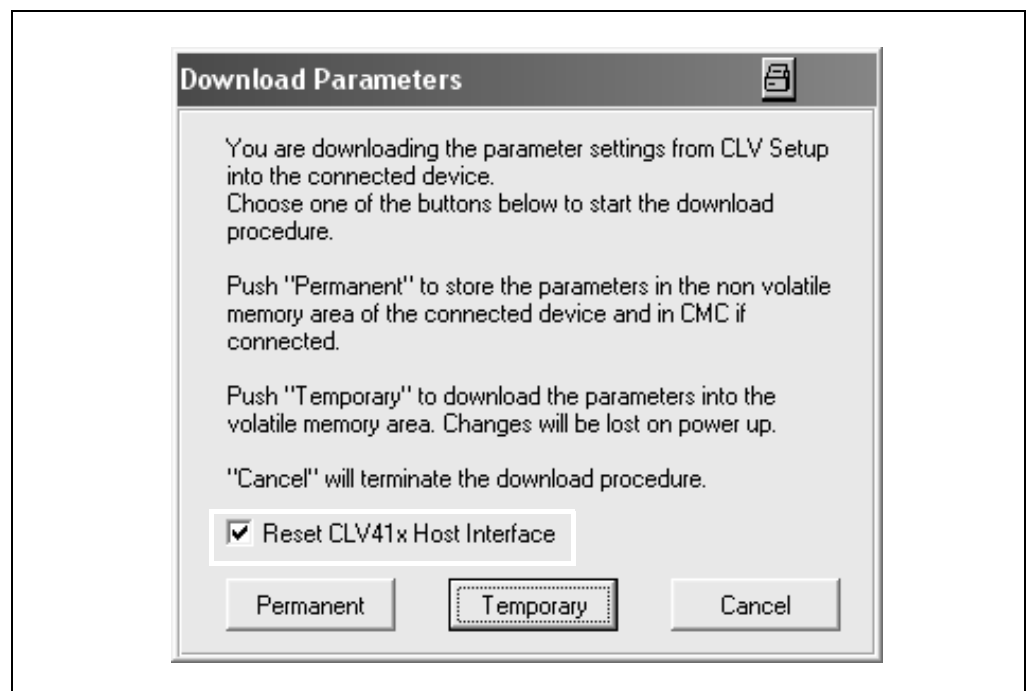 Download Parameters
You are downloading the parameter settings from CLV Setup
into the connected device.
Choose one of the buttons below to start the download
procedure.
Push "Permanent" to store the parameters in the non volatile
memory area of the connected device and in CMC if
connected.
Push "Temporary" to download the parameters into the
volatile memory area. Changes will be lost on power up.
"Cancel" will terminate the download procedure.
Reset CLV41x Host Interface
Permanent Temporary Cancel